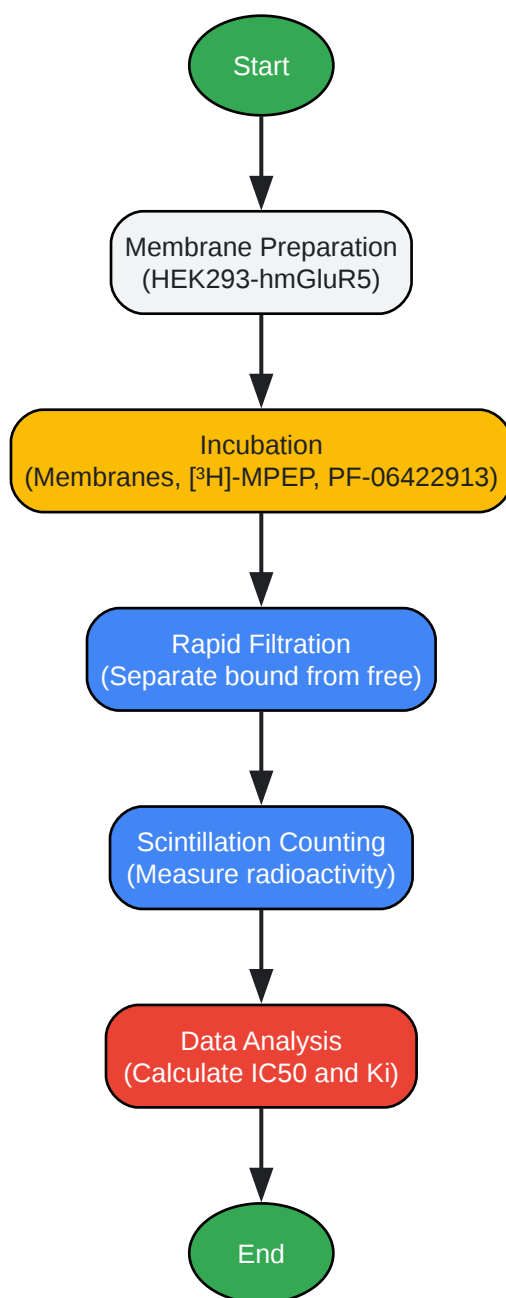 Start
Membrane Preparation
(HEK293-hmGluR5)
Incubation
(Membranes, [³H]-MPEP, PF-06422913)
Rapid Filtration
(Separate bound from free)
Scintillation Counting
(Measure radioactivity)
Data Analysis
(Calculate IC50 and Ki)
End